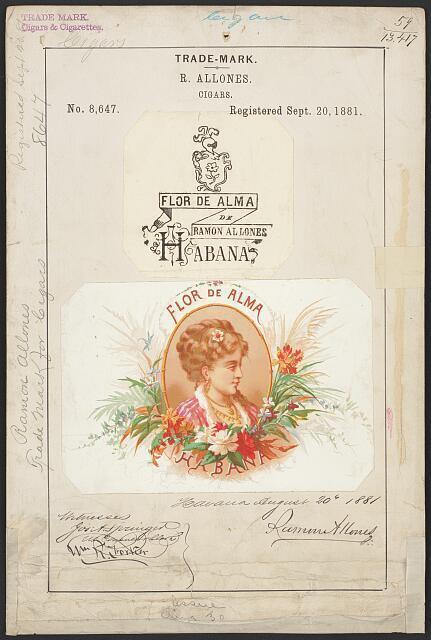 TRADE MARK.
Cigars & Cigarettes.
Cigars
Cigars
59
13.417
TRADE-MARK.
R. ALLONES.
CIGARS.
No. 8,647.
Registered Sept. 20, 1881.
FLOR DE ALMA
DE
RAMON ALLONES
HABANA
FLOR DE ALMA
HABANA
Havana August 20th 1881
Witnesses
Ramon Allones
Ramon Allones
Trade Mark for Cigars
Registered Sept
8647